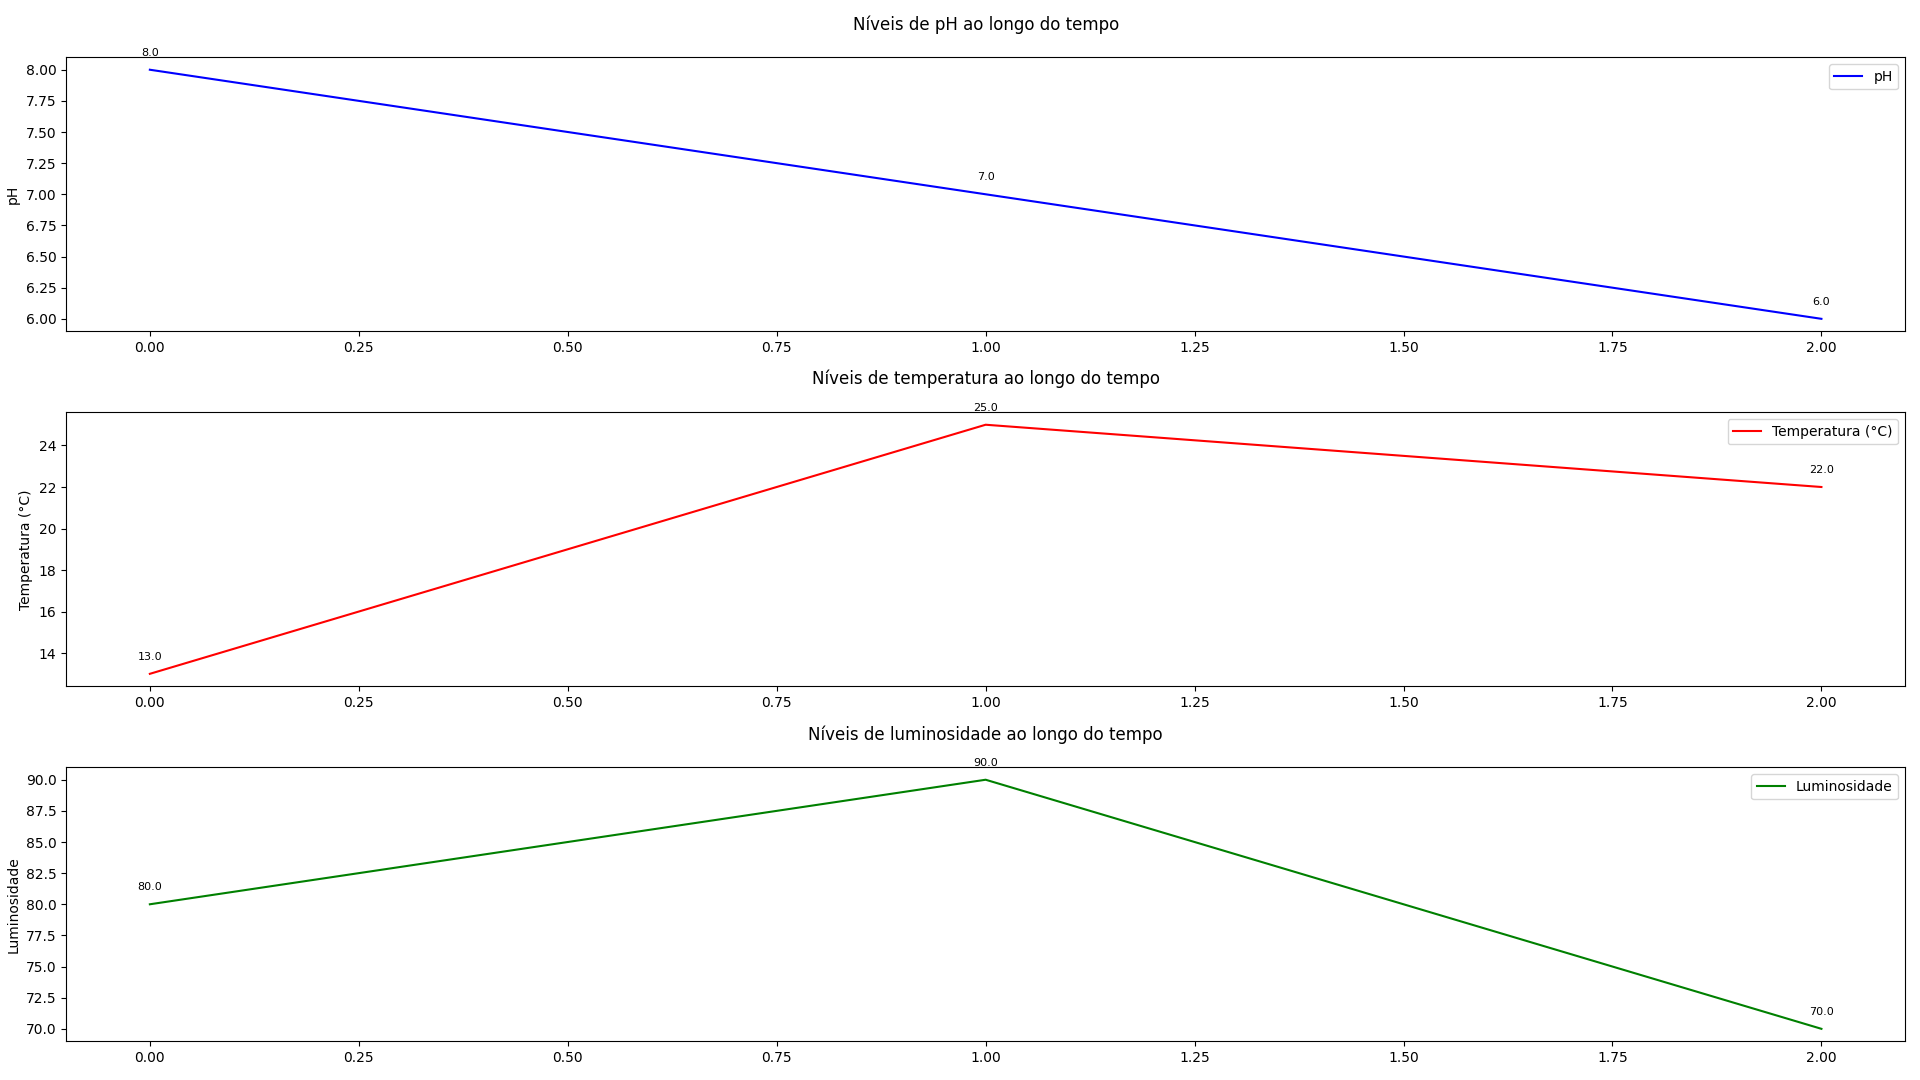 Níveis de pH ao longo do tempo
8.0
8.00
pH
7.75
7.50
7.25
7.0
7.00
pH
6.75
6.50
6.25
6.0
6.00
0.00 0.25 0.50 0.75 1.00 1.25 1.50 1.75 2.00
Níveis de temperatura ao longo do tempo
25.0
24
Temperatura (°C)
22.0
22
20
Temperatura (°C)
18
16
14
13.0
0.00 0.25 0.50 0.75 1.00 1.25 1.50 1.75 2.00
Níveis de luminosidade ao longo do tempo
90.0
90.0
Luminosidade
87.5
85.0
82.5
80.0
80.0
Luminosidade
77.5
75.0
72.5
70.0
70.0
0.00 0.25 0.50 0.75 1.00 1.25 1.50 1.75 2.00